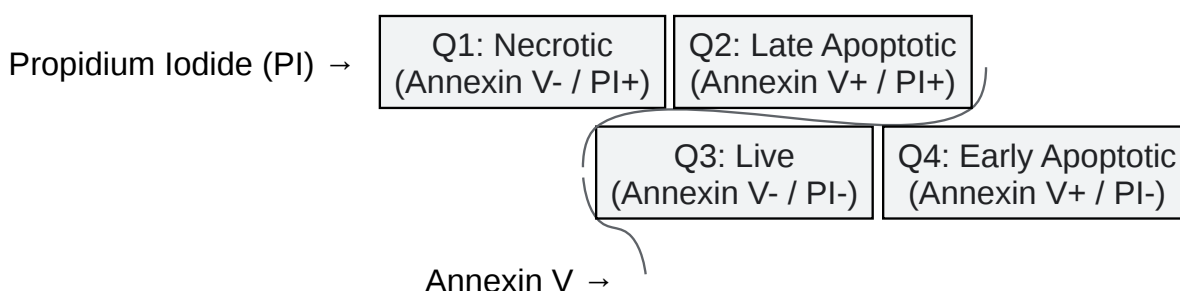 Propidium Iodide (PI) →
Q1: Necrotic
(Annexin V- / PI+)
Q2: Late Apoptotic
(Annexin V+ / PI+)
Q3: Live
(Annexin V- / PI-)
Q4: Early Apoptotic
(Annexin V+ / PI-)
Annexin V →